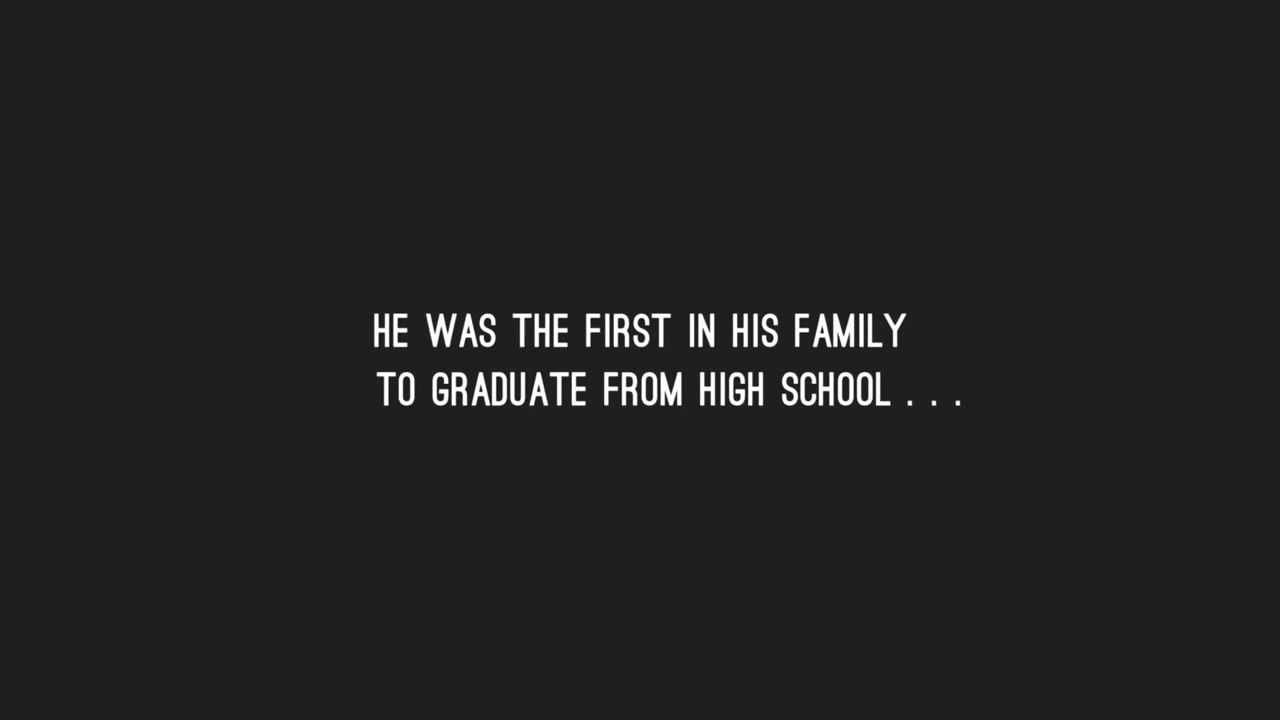 HE WAS THE FIRST IN HIS FAMILY
TO GRADUATE FROM HIGH SCHOOL . . .